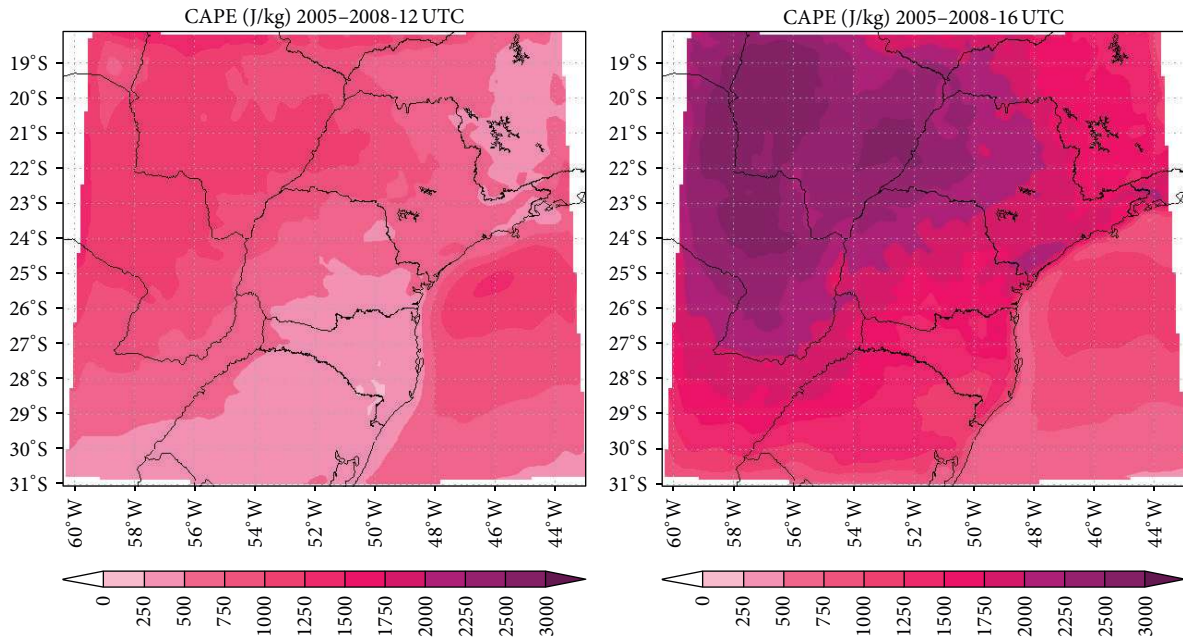 CAPE (J/kg) 2005–2008-12 UTC
19°S
20°S
21°S
22°S
23°S
24°S
25°S
26°S
27°S
28°S
29°S
30°S
31°S
60°W
58°W
56°W
54°W
52°W
50°W
48°W
46°W
44°W
0
250
500
750
1000
1250
1500
1750
2000
2250
2500
2750
3000
CAPE (J/kg) 2005–2008-16 UTC
19°S
20°S
21°S
22°S
23°S
24°S
25°S
26°S
27°S
28°S
29°S
30°S
31°S
60°W
58°W
56°W
54°W
52°W
50°W
48°W
46°W
44°W
0
250
500
750
1000
1250
1500
1750
2000
2250
2500
2750
3000